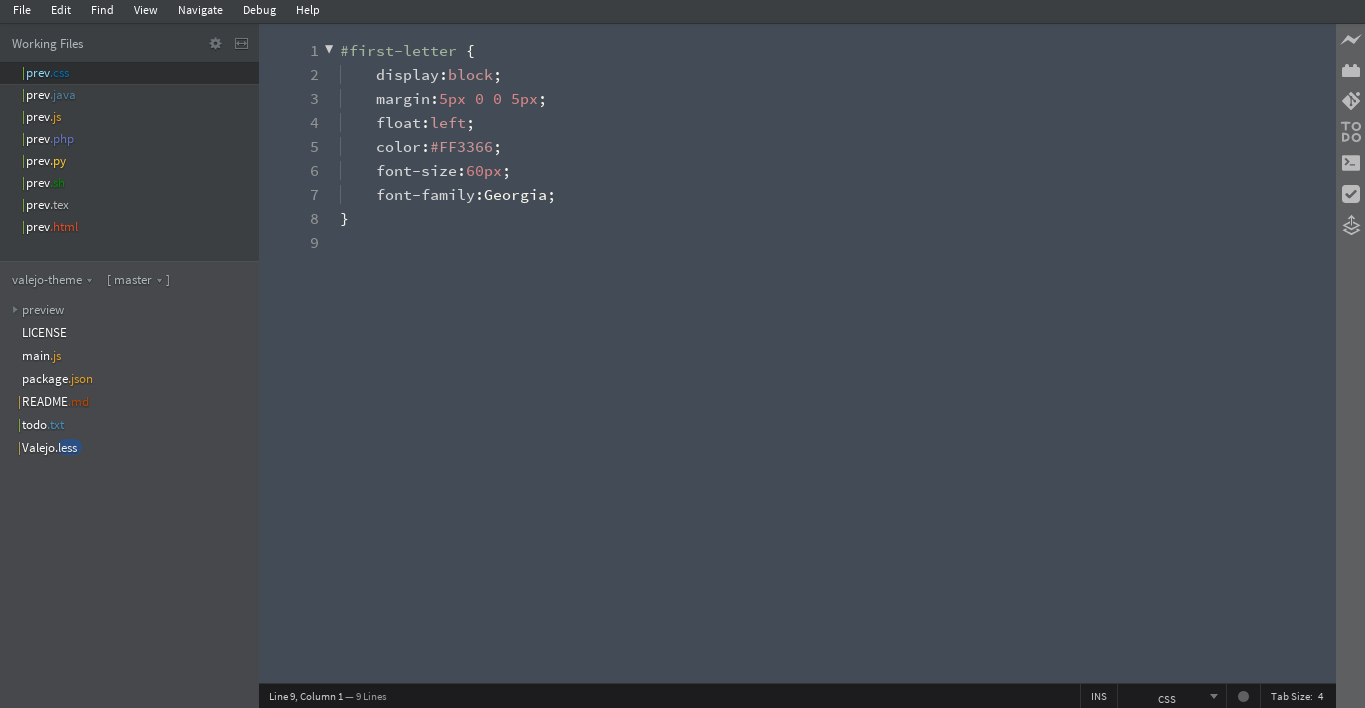 File Edit Find View Navigate Debug Help
Working Files
prev.css
prev.java
prev.js
prev.php
prev.py
prev.sh
prev.tex
prev.html
valejo-theme [ master ]
preview
LICENSE
main.js
package.json
README.md
todo.txt
Valejo.less
1 #first-letter {
2 display:block;
3 margin:5px 0 0 5px;
4 float:left;
5 color:#FF3366;
6 font-size:60px;
7 font-family:Georgia;
8 }
9
TO
DO
Line 9, Column 1 — 9 Lines INS css Tab Size: 4